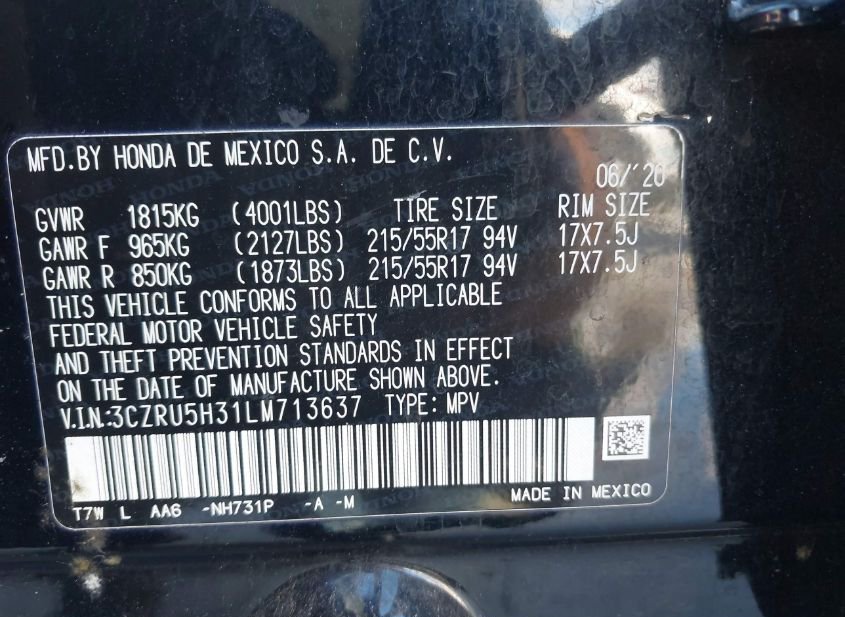 MFD.BY HONDA DE MEXICO S.A. DE C.V.
06/'20
GVWR 1815KG (4001LBS) TIRE SIZE RIM SIZE
GAWR F 965KG (2127LBS) 215/55R17 94V 17X7.5J
GAWR R 850KG (1873LBS) 215/55R17 94V 17X7.5J
THIS VEHICLE CONFORMS TO ALL APPLICABLE
FEDERAL MOTOR VEHICLE SAFETY
AND THEFT PREVENTION STANDARDS IN EFFECT
ON THE DATE OF MANUFACTURE SHOWN ABOVE.
V.I.N:3CZRU5H31LM713637 TYPE: MPV
T7W L AA6 -NH731P -A -M MADE IN MEXICO